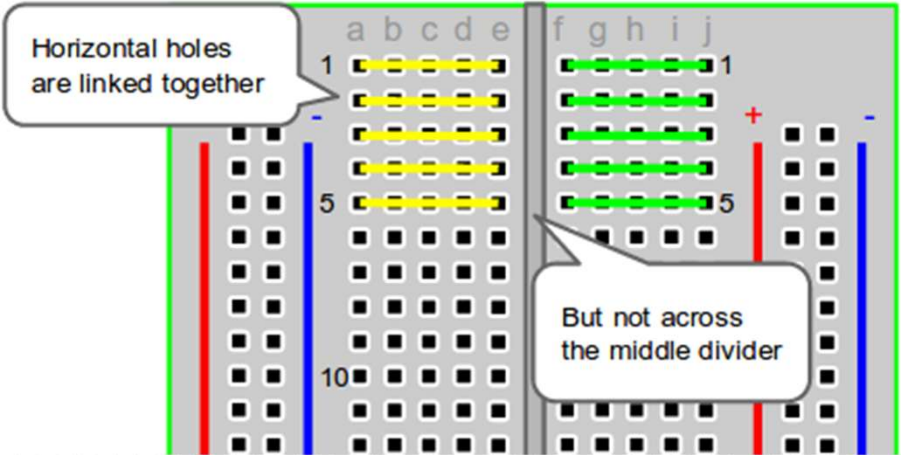 Horizontal holes
are linked together
a b c d e f g h i j
1 1
- + -
5 5
But not across
the middle divider
10